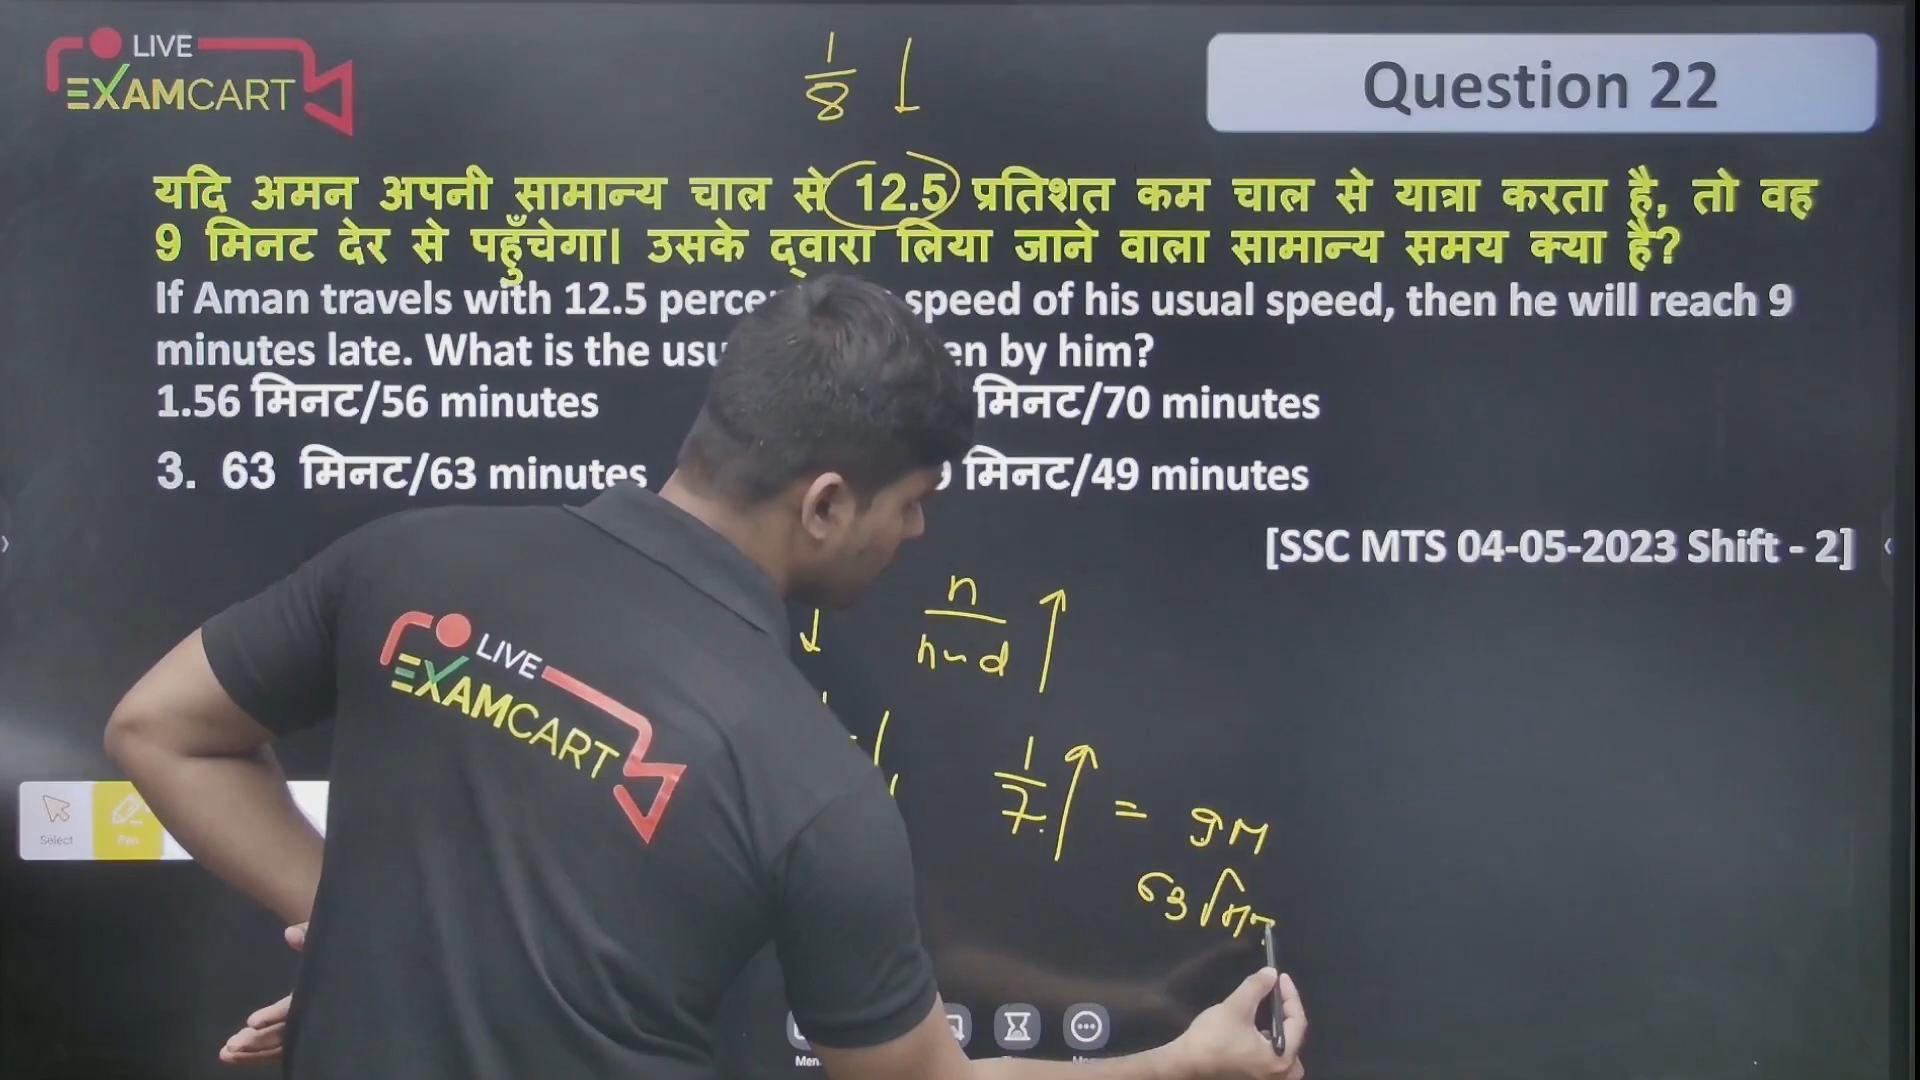 LIVE
EXAMCART
1/8 ↓
Question 22
यदि अमन अपनी सामान्य चाल से 12.5 प्रतिशत कम चाल से यात्रा करता है, तो वह
9 मिनट देर से पहुँचेगा। उसके द्वारा लिया जाने वाला सामान्य समय क्या है?
If Aman travels with 12.5 speed of his usual speed, then he will reach 9
minutes late. What is the by him?
1.56 मिनट/56 minutes मिनट/70 minutes
3. 63 मिनट/63 minutes मिनट/49 minutes
[SSC MTS 04-05-2023 Shift - 2]
↓ n/n~d ↑
LIVE
EXAMCART
1/7 ↑ = 9M
63
Select
Pen